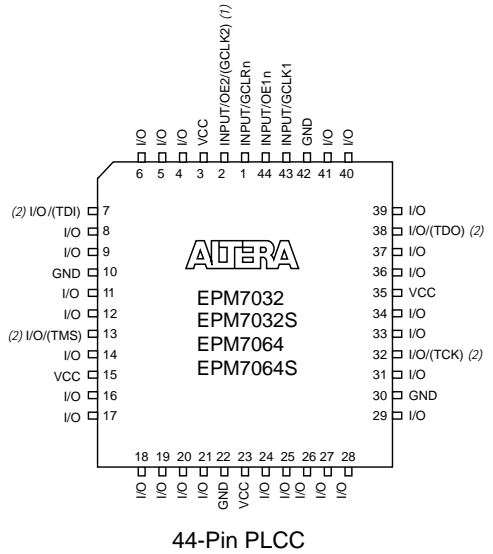 INPUT/OE2/(GCLK2) (1)
INPUT/GCLRn
INPUT/OE1n
INPUT/GCLK1
I/O
I/O
I/O
VCC
GND
I/O
I/O
6 5 4 3 2 1 44 43 42 41 40
(2) I/O/(TDI) 7
I/O 8
I/O 9
GND 10
I/O 11
I/O 12
(2) I/O/(TMS) 13
I/O 14
VCC 15
I/O 16
I/O 17
39 I/O
38 I/O/(TDO) (2)
37 I/O
36 I/O
35 VCC
34 I/O
33 I/O
32 I/O/(TCK) (2)
31 I/O
30 GND
29 I/O
ALTERA
EPM7032
EPM7032S
EPM7064
EPM7064S
18 19 20 21 22 23 24 25 26 27 28
I/O
I/O
I/O
I/O
GND
VCC
I/O
I/O
I/O
I/O
I/O
44-Pin PLCC